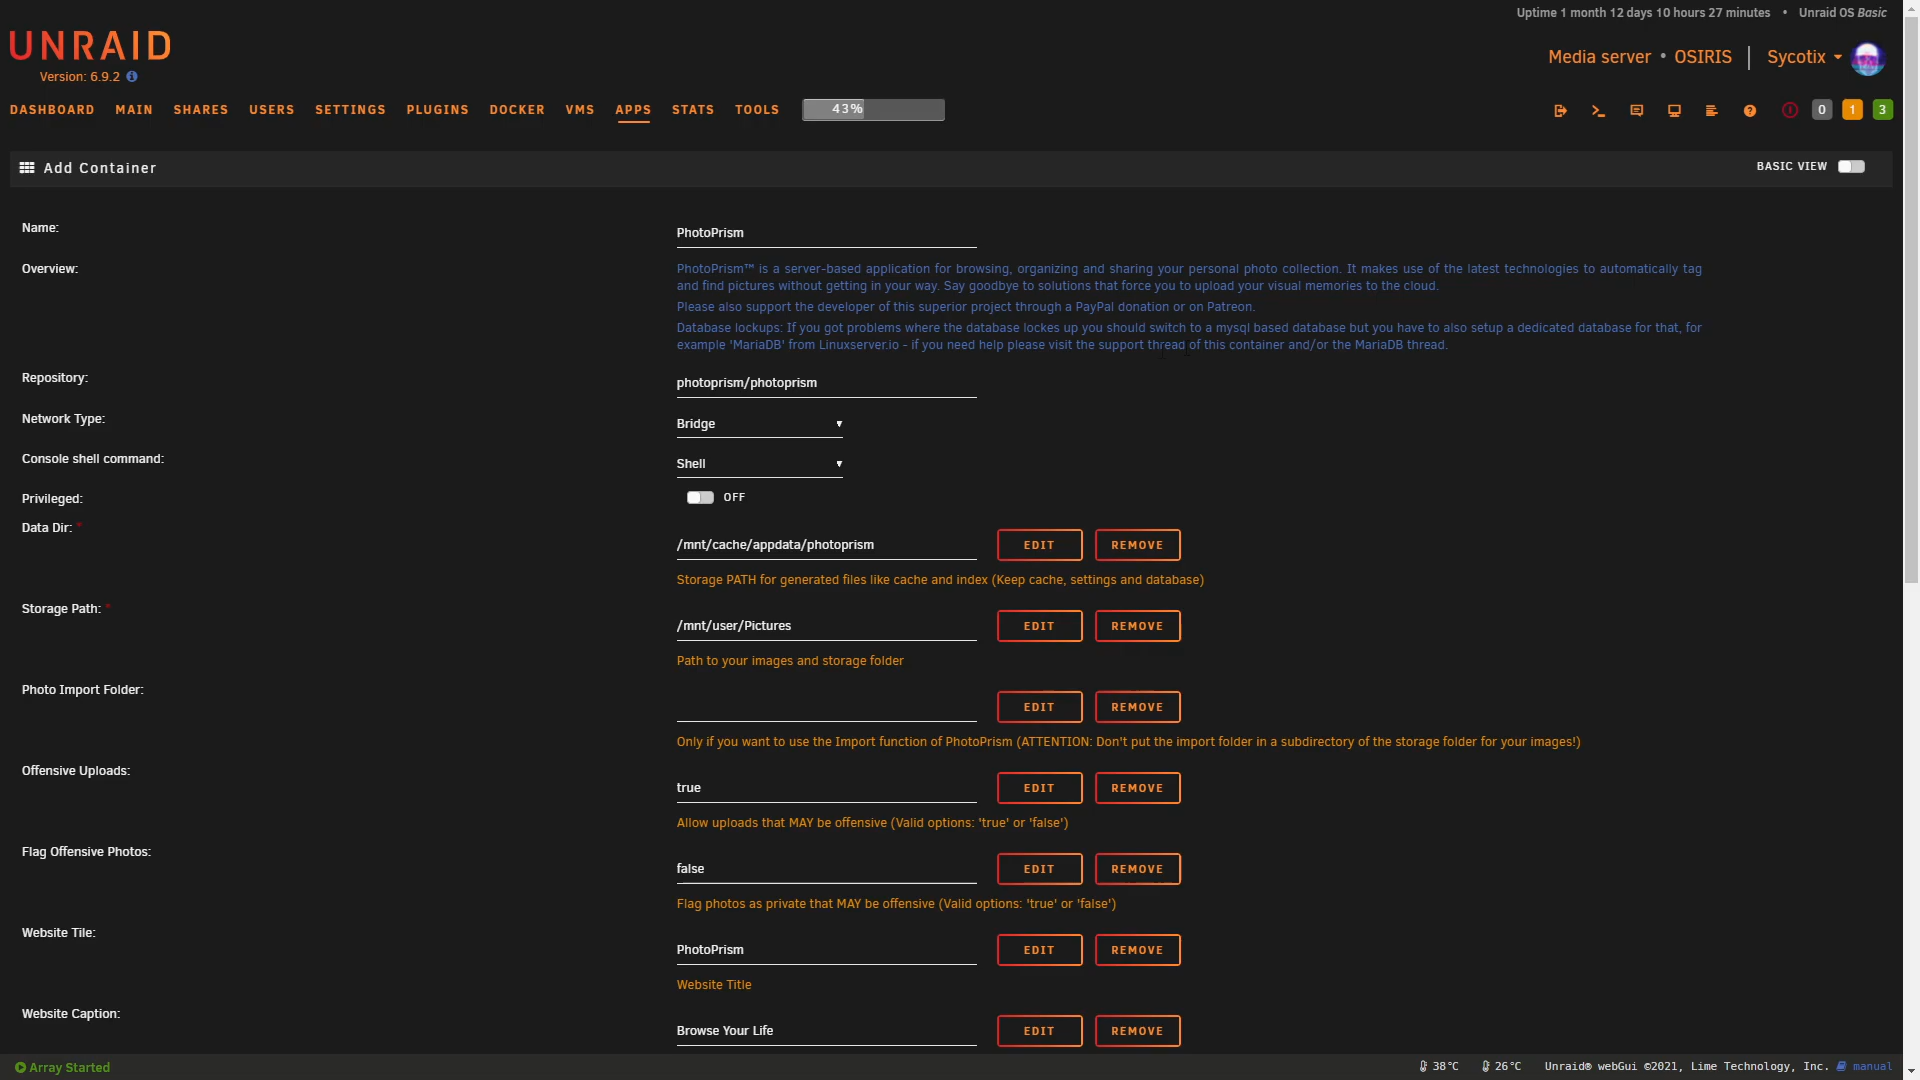 Uptime 1 month 12 days 10 hours 27 minutes • Unraid OS Basic
UNRAID
Version: 6.9.2
Media server • OSIRIS | Sycotix
DASHBOARD MAIN SHARES USERS SETTINGS PLUGINS DOCKER VMS APPS STATS TOOLS 43% 0 1 3
Add Container
BASIC VIEW
Name:
PhotoPrism
Overview:
PhotoPrism™ is a server-based application for browsing, organizing and sharing your personal photo collection. It makes use of the latest technologies to automatically tag
and find pictures without getting in your way. Say goodbye to solutions that force you to upload your visual memories to the cloud.
Please also support the developer of this superior project through a PayPal donation or on Patreon.
Database lockups: If you got problems where the database lockes up you should switch to a mysql based database but you have to also setup a dedicated database for that, for
example 'MariaDB' from Linuxserver.io - if you need help please visit the support thread of this container and/or the MariaDB thread.
Repository:
photoprism/photoprism
Network Type:
Bridge
Console shell command:
Shell
Privileged:
OFF
Data Dir: *
/mnt/cache/appdata/photoprism EDIT REMOVE
Storage PATH for generated files like cache and index (Keep cache, settings and database)
Storage Path: *
/mnt/user/Pictures EDIT REMOVE
Path to your images and storage folder
Photo Import Folder:
EDIT REMOVE
Only if you want to use the Import function of PhotoPrism (ATTENTION: Don't put the import folder in a subdirectory of the storage folder for your images!)
Offensive Uploads:
true EDIT REMOVE
Allow uploads that MAY be offensive (Valid options: 'true' or 'false')
Flag Offensive Photos:
false EDIT REMOVE
Flag photos as private that MAY be offensive (Valid options: 'true' or 'false')
Website Tile:
PhotoPrism EDIT REMOVE
Website Title
Website Caption:
Browse Your Life EDIT REMOVE
Array Started
38°C 26°C Unraid® webGui ©2021, Lime Technology, Inc. manual